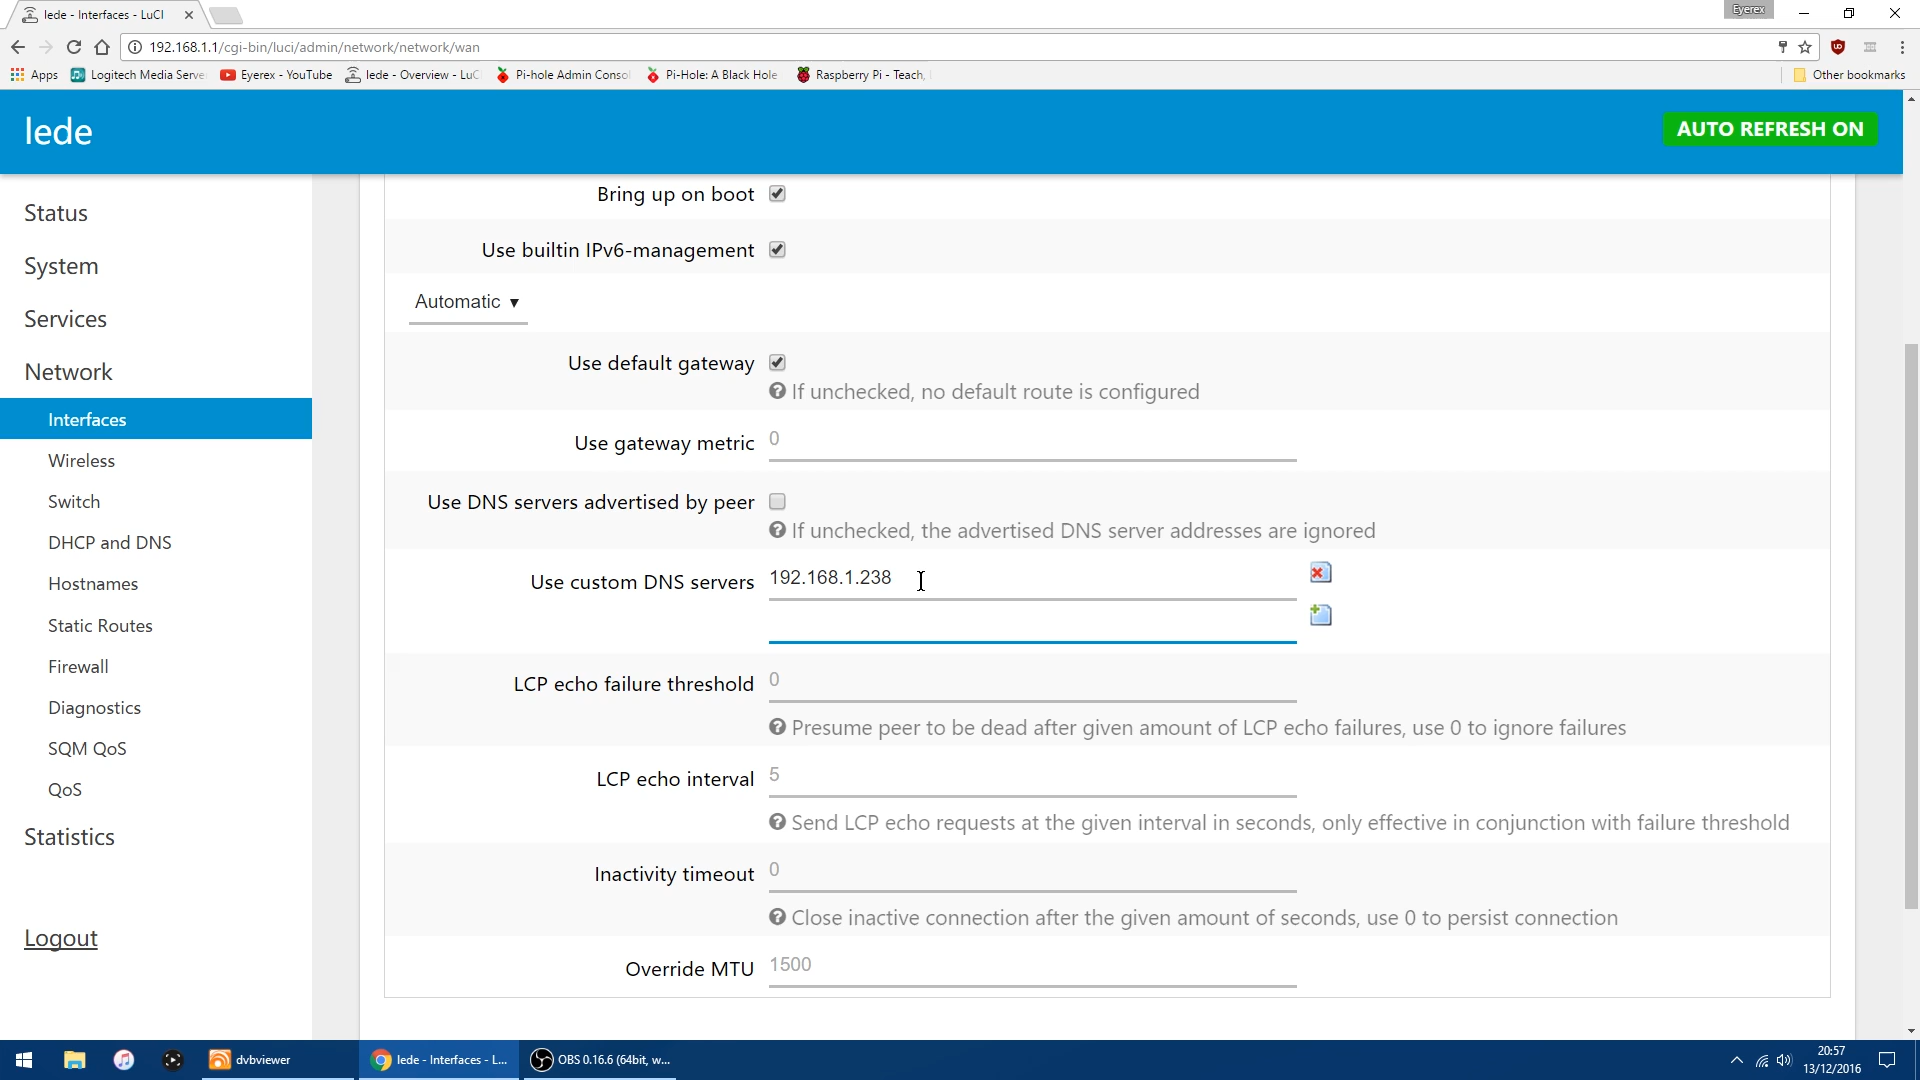 lede - Interfaces - LuCI
Eyerex
192.168.1.1/cgi-bin/luci/admin/network/network/wan
Apps
Logitech Media Serve
Eyerex - YouTube
lede - Overview - LuC
Pi-hole Admin Consol
Pi-Hole: A Black Hole
Raspberry Pi - Teach,
Other bookmarks
lede
AUTO REFRESH ON
Status
System
Services
Network
Interfaces
Wireless
Switch
DHCP and DNS
Hostnames
Static Routes
Firewall
Diagnostics
SQM QoS
QoS
Statistics
Logout
Bring up on boot
Use builtin IPv6-management
Automatic
Use default gateway
If unchecked, no default route is configured
Use gateway metric 0
Use DNS servers advertised by peer
If unchecked, the advertised DNS server addresses are ignored
Use custom DNS servers 192.168.1.238
LCP echo failure threshold 0
Presume peer to be dead after given amount of LCP echo failures, use 0 to ignore failures
LCP echo interval 5
Send LCP echo requests at the given interval in seconds, only effective in conjunction with failure threshold
Inactivity timeout 0
Close inactive connection after the given amount of seconds, use 0 to persist connection
Override MTU 1500
dvbviewer
lede - Interfaces - L...
OBS 0.16.6 (64bit, w...
20:57
13/12/2016